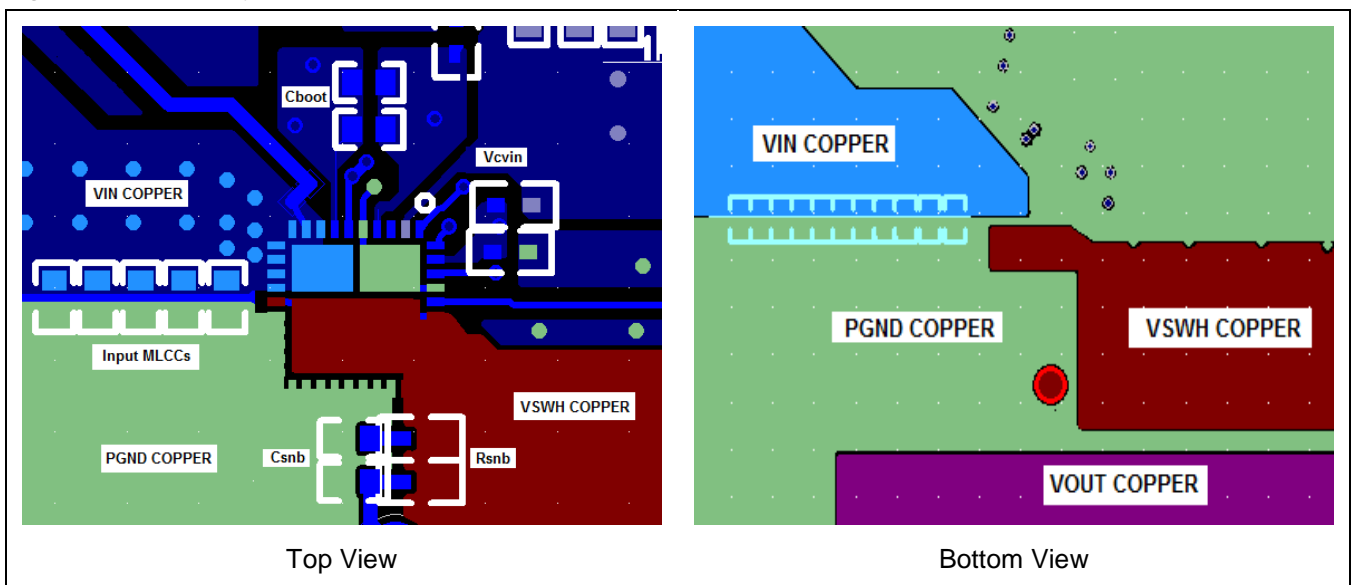 Cboot
Vcvin
VIN COPPER
Input MLCCs
VSWH COPPER
PGND COPPER
Csnb
Rsnb
Top View
VIN COPPER
PGND COPPER
VSWH COPPER
VOUT COPPER
Bottom View